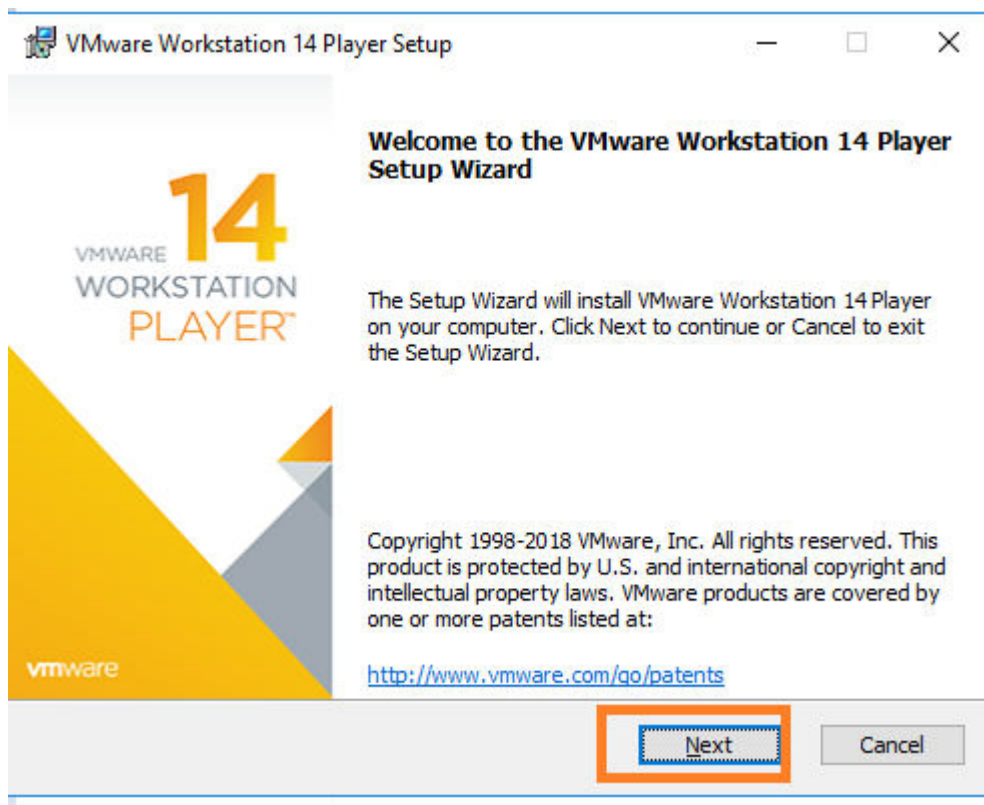 VMware Workstation 14 Player Setup
Welcome to the VMware Workstation 14 Player
Setup Wizard
14
VMWARE
WORKSTATION
PLAYER™
The Setup Wizard will install VMware Workstation 14 Player
on your computer. Click Next to continue or Cancel to exit
the Setup Wizard.
Copyright 1998-2018 VMware, Inc. All rights reserved. This
product is protected by U.S. and international copyright and
intellectual property laws. VMware products are covered by
one or more patents listed at:
http://www.vmware.com/go/patents
vmware
Next
Cancel